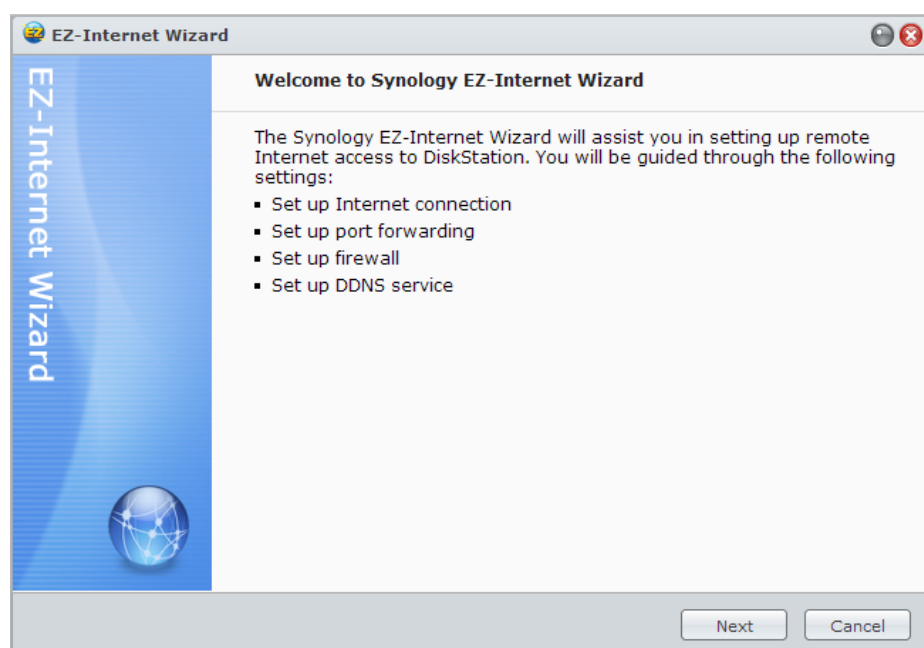 EZ-Internet Wizard
EZ-Internet Wizard
Welcome to Synology EZ-Internet Wizard
The Synology EZ-Internet Wizard will assist you in setting up remote
Internet access to DiskStation. You will be guided through the following
settings:
▪ Set up Internet connection
▪ Set up port forwarding
▪ Set up firewall
▪ Set up DDNS service
Next
Cancel